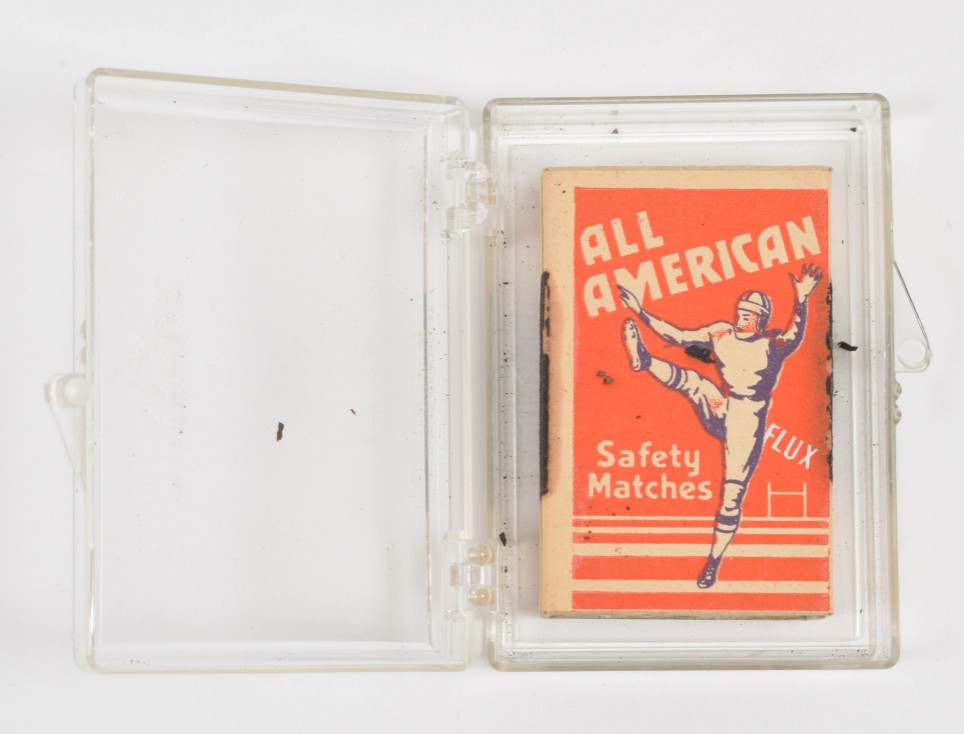 ALL
AMERICAN
FLUX
Safety
Matches